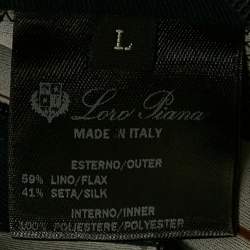 L
Loro Piana
MADE IN ITALY
ESTERNO/OUTER
59% LINO/FLAX
41% SETA/SILK
INTERNO/INNER
100% POLIESTERE/POLYESTER